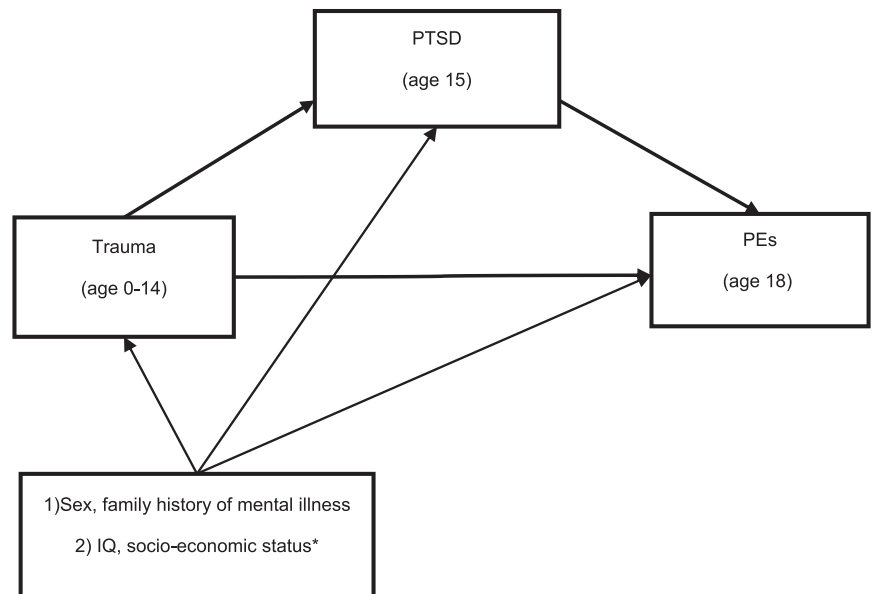 PTSD
(age 15)
Trauma
(age 0-14)
PEs
(age 18)
1)Sex, family history of mental illness
2) IQ, socio-economic status*